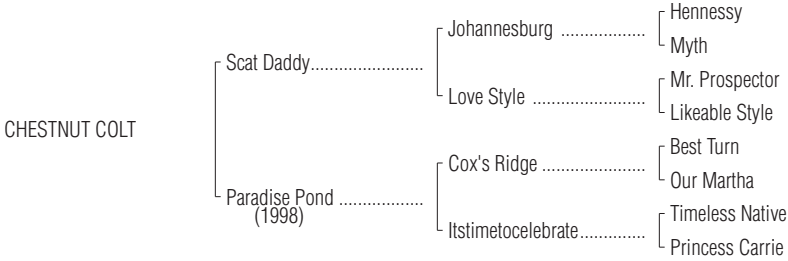 Hennessy
Johannesburg ...................
Myth
Scat Daddy.........................
Mr. Prospector
Love Style .........................
Likeable Style
CHESTNUT COLT
Best Turn
Cox's Ridge .......................
Our Martha
Paradise Pond ...................
(1998)
Timeless Native
Itstimetocelebrate..............
Princess Carrie